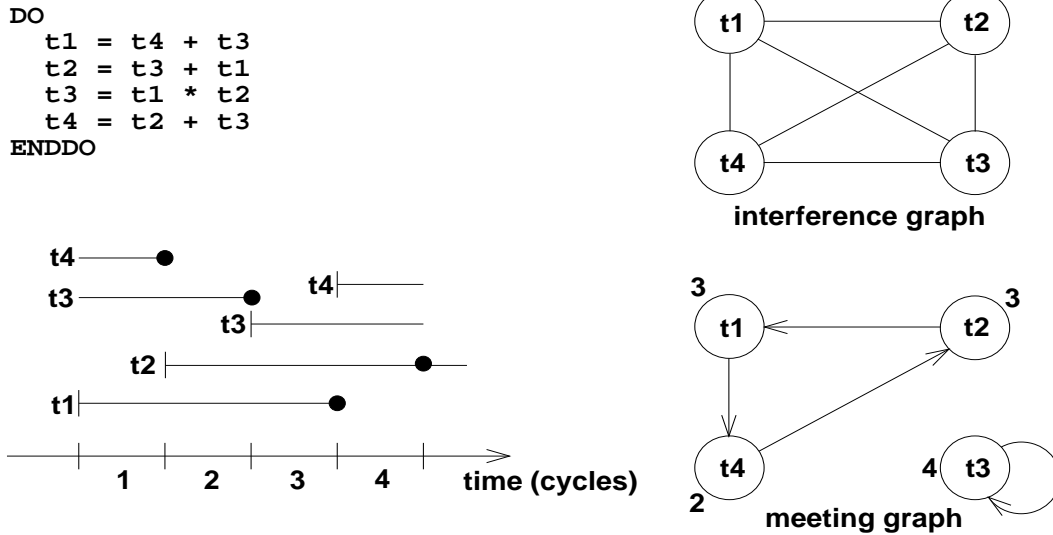 DO
t1 = t4 + t3
t2 = t3 + t1
t3 = t1 * t2
t4 = t2 + t3
ENDDO
t1
t2
t4
t3
interference graph
t4
t3
t4
t3
t2
t1
1
2
3
4
time (cycles)
3
t1
t2
3
t4
2
4
t3
meeting graph